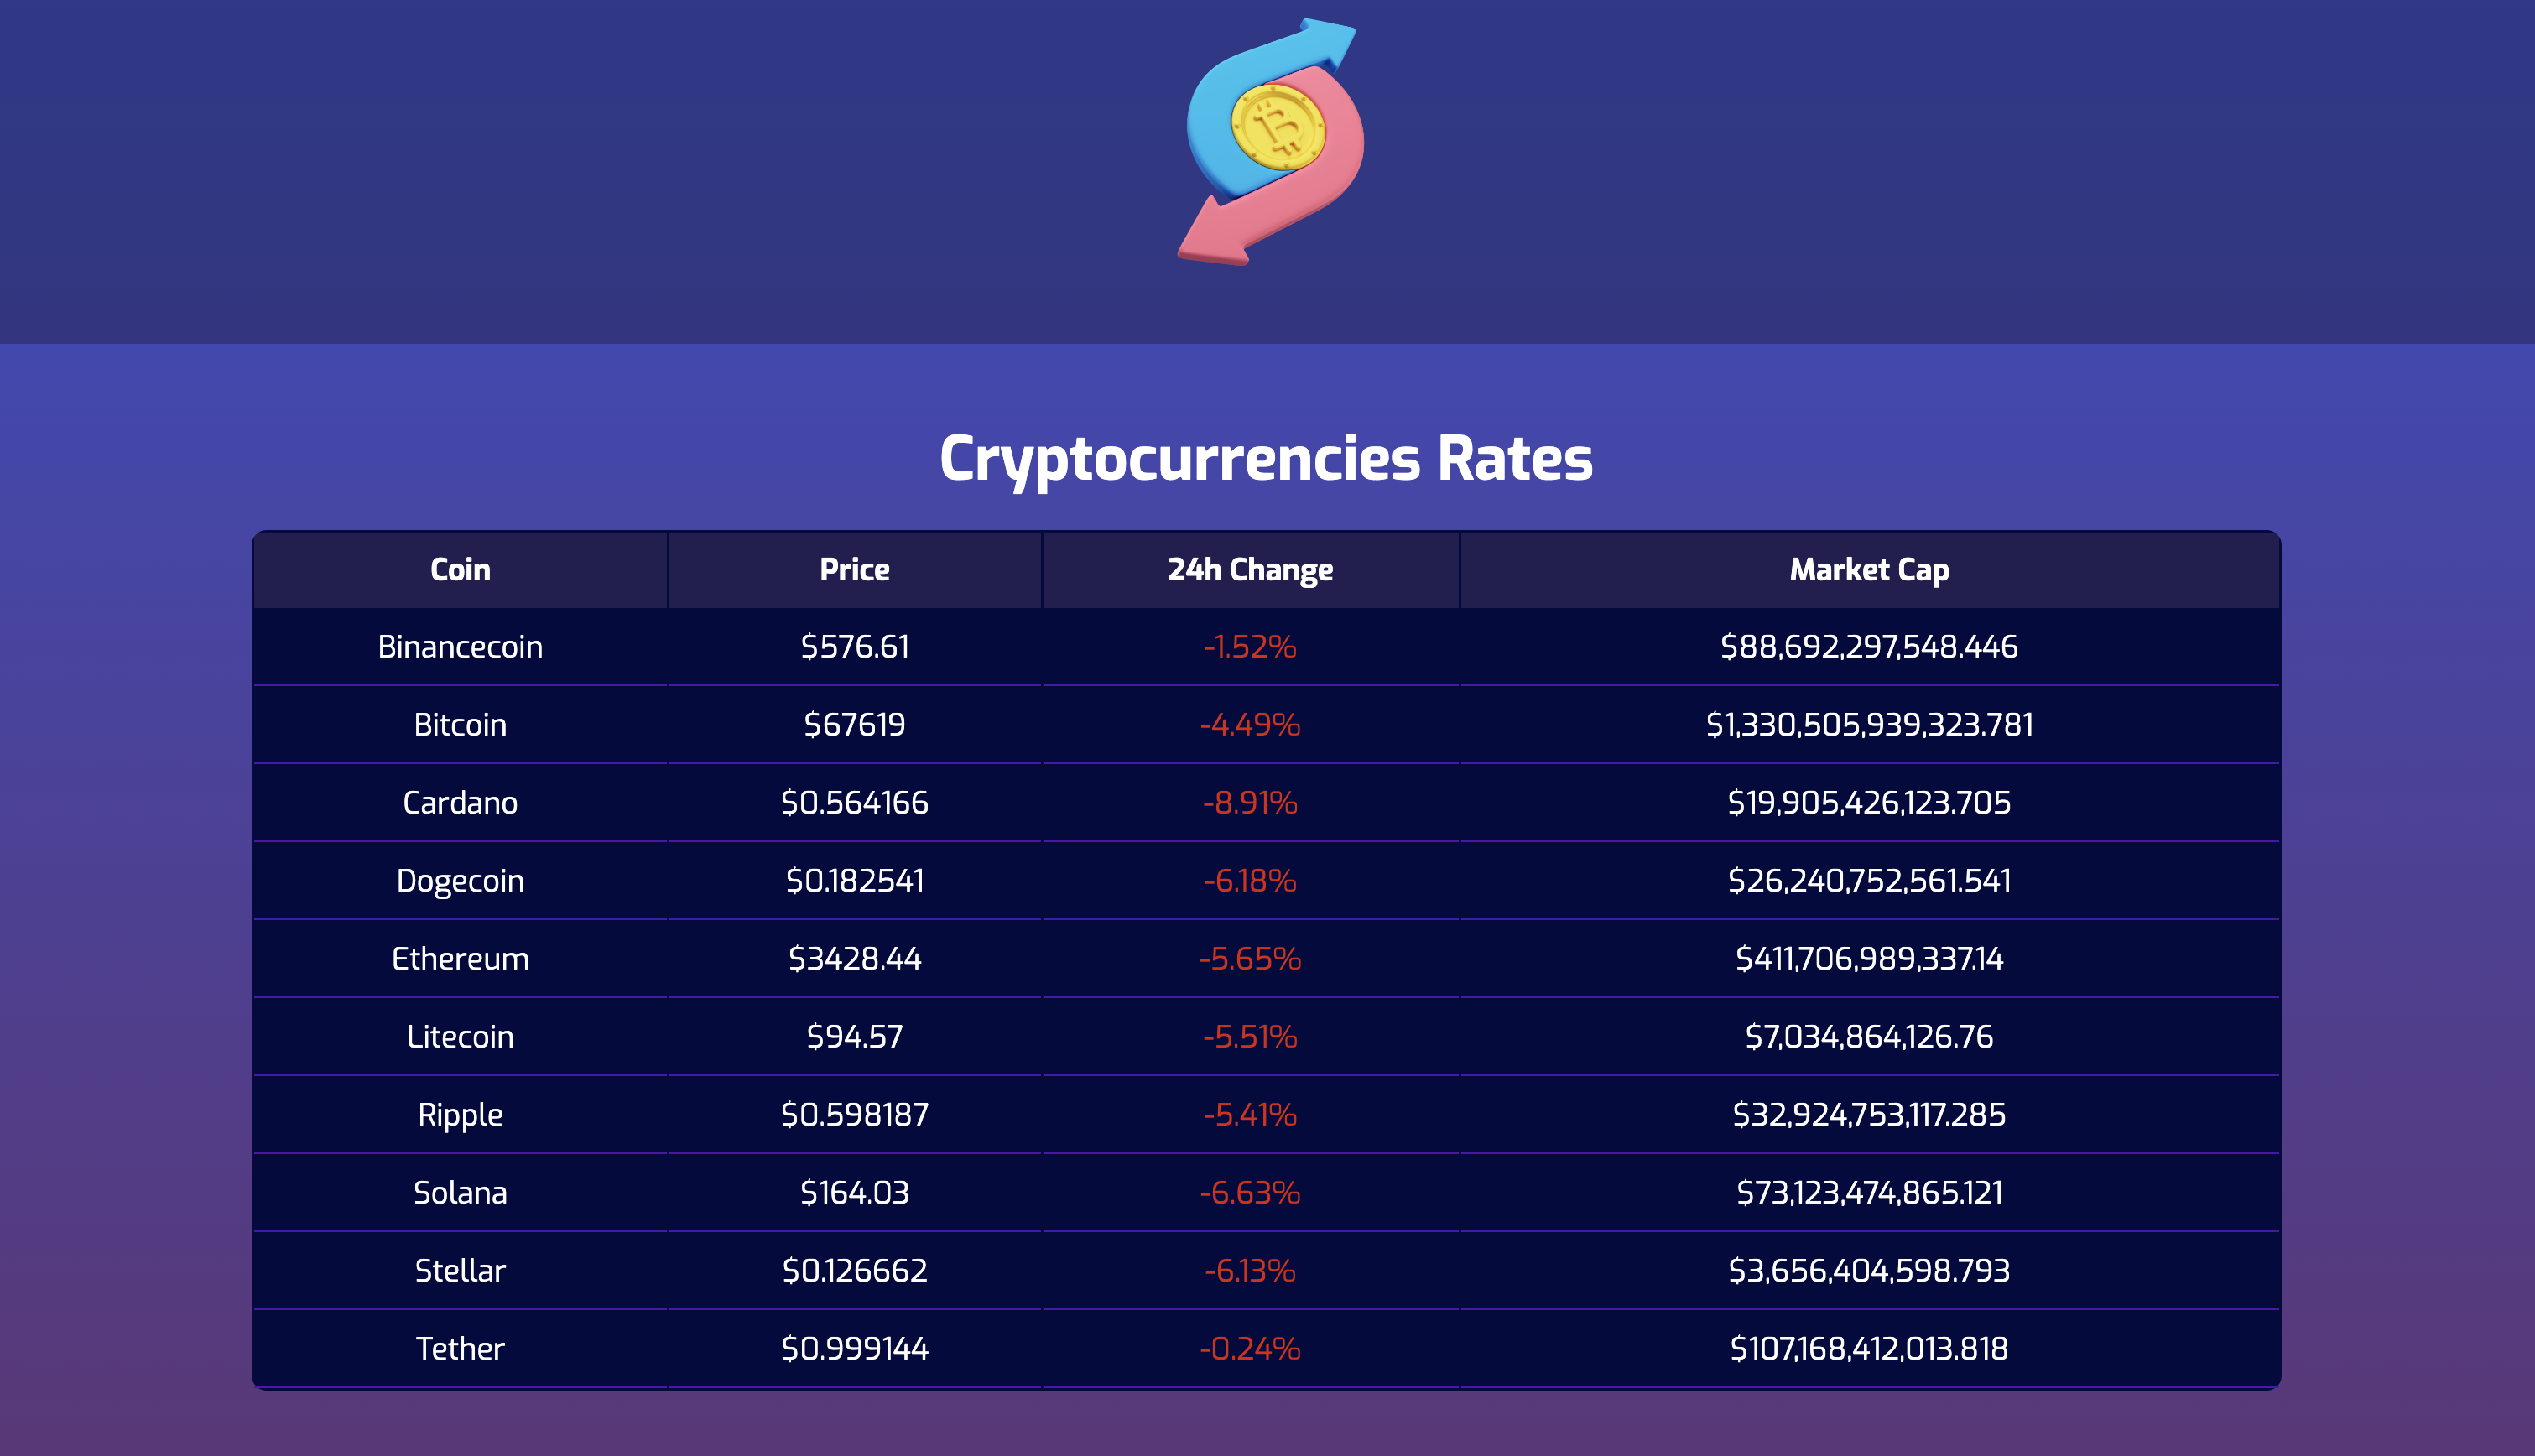 Cryptocurrencies Rates
Coin Price 24h Change Market Cap
Binancecoin $576.61 -1.52% $88,692,297,548.446
Bitcoin $67619 -4.49% $1,330,505,939,323.781
Cardano $0.564166 -8.91% $19,905,426,123.705
Dogecoin $0.182541 -6.18% $26,240,752,561.541
Ethereum $3428.44 -5.65% $411,706,989,337.14
Litecoin $94.57 -5.51% $7,034,864,126.76
Ripple $0.598187 -5.41% $32,924,753,117.285
Solana $164.03 -6.63% $73,123,474,865.121
Stellar $0.126662 -6.13% $3,656,404,598.793
Tether $0.999144 -0.24% $107,168,412,013.818